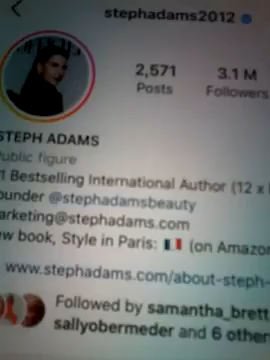 stephadams2012
2,571 3.1 M
Posts Followers
STEPH ADAMS
ublic figure
1 Bestselling International Author (12 x
ounder @stephadamsbeauty
arketing@stephadams.com
ew book, Style in Paris: 🇫🇷 (on Amazon
www.stephadams.com/about-steph-
Followed by samantha_brett
sallyobermeder and 6 other